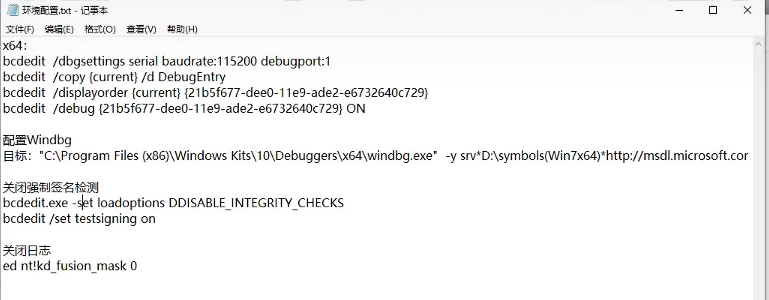 环境配置.txt - 记事本
文件(F) 编辑(E) 格式(O) 查看(V) 帮助(H)
x64:
bcdedit /dbgsettings serial baudrate:115200 debugport:1
bcdedit /copy {current} /d DebugEntry
bcdedit /displayorder {current} {21b5f677-dee0-11e9-ade2-e6732640c729}
bcdedit /debug {21b5f677-dee0-11e9-ade2-e6732640c729} ON
配置Windbg
目标："C:\Program Files (x86)\Windows Kits\10\Debuggers\x64\windbg.exe" -y srv*D:\symbols(Win7x64)*http://msdl.microsoft.cor
关闭强制签名检测
bcdedit.exe -set loadoptions DDISABLE_INTEGRITY_CHECKS
bcdedit /set testsigning on
关闭日志
ed nt!kd_fusion_mask 0